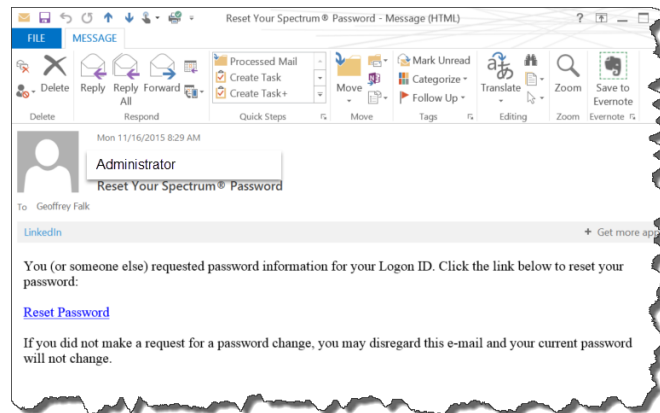 Reset Your Spectrum® Password - Message (HTML)
FILE MESSAGE
Delete
Reply Reply All Forward
Processed Mail
Create Task
Create Task+
Move
Mark Unread
Categorize
Follow Up
Translate
Zoom
Save to Evernote
Delete Respond Quick Steps Move Tags Editing Zoom Evernote
Mon 11/16/2015 8:29 AM
Administrator
Reset Your Spectrum® Password
To Geoffrey Falk
LinkedIn + Get more
You (or someone else) requested password information for your Logon ID. Click the link below to reset your
password:
Reset Password
If you did not make a request for a password change, you may disregard this e-mail and your current password
will not change.